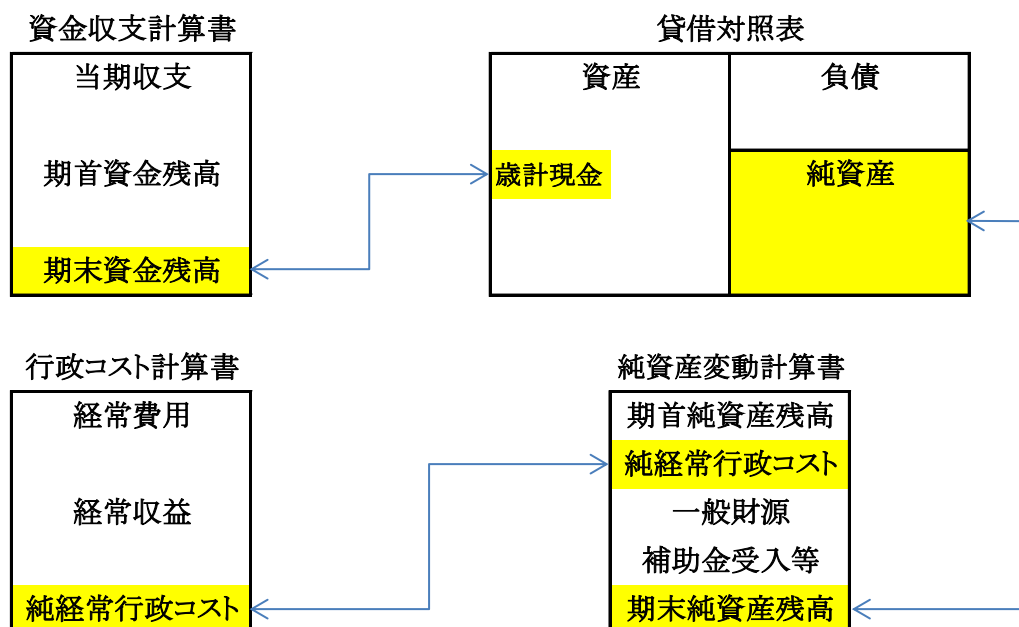 資金収支計算書
当期収支
期首資金残高
期末資金残高
貸借対照表
資産
負債
歳計現金
純資産
行政コスト計算書
経常費用
経常収益
純経常行政コスト
純資産変動計算書
期首純資産残高
純経常行政コスト
一般財源
補助金受入等
期末純資産残高